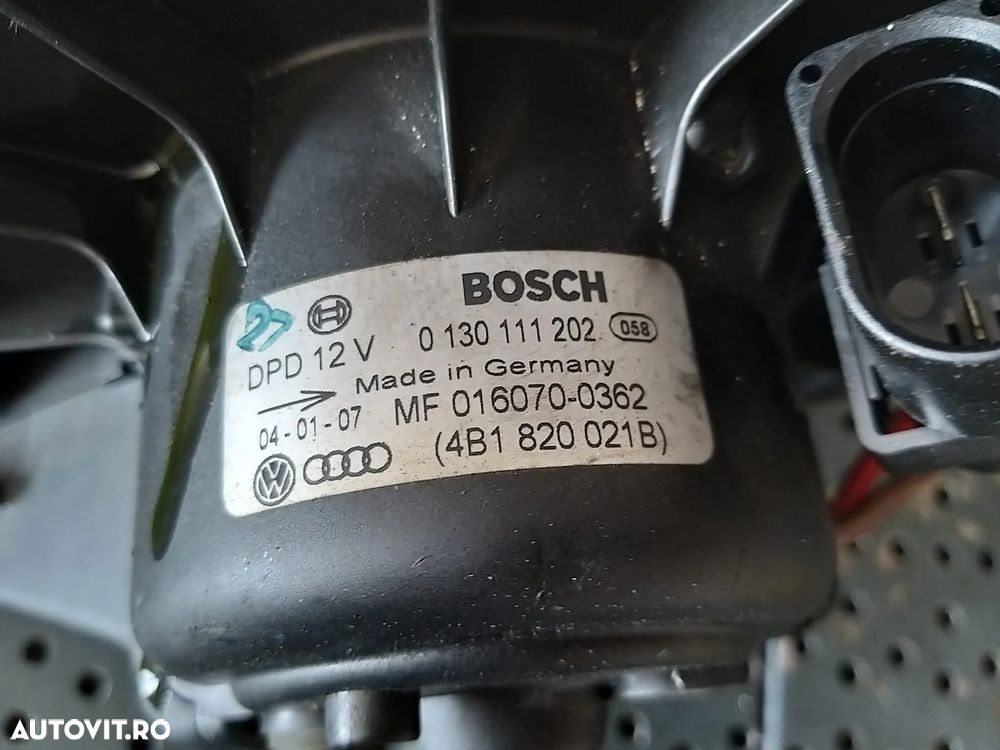 BOSCH
27
DPD 12 V 0 130 111 202 058
Made in Germany
04-01-07 MF 016070-0362
(4B1 820 021B)
VW
AUTOVIT.RO